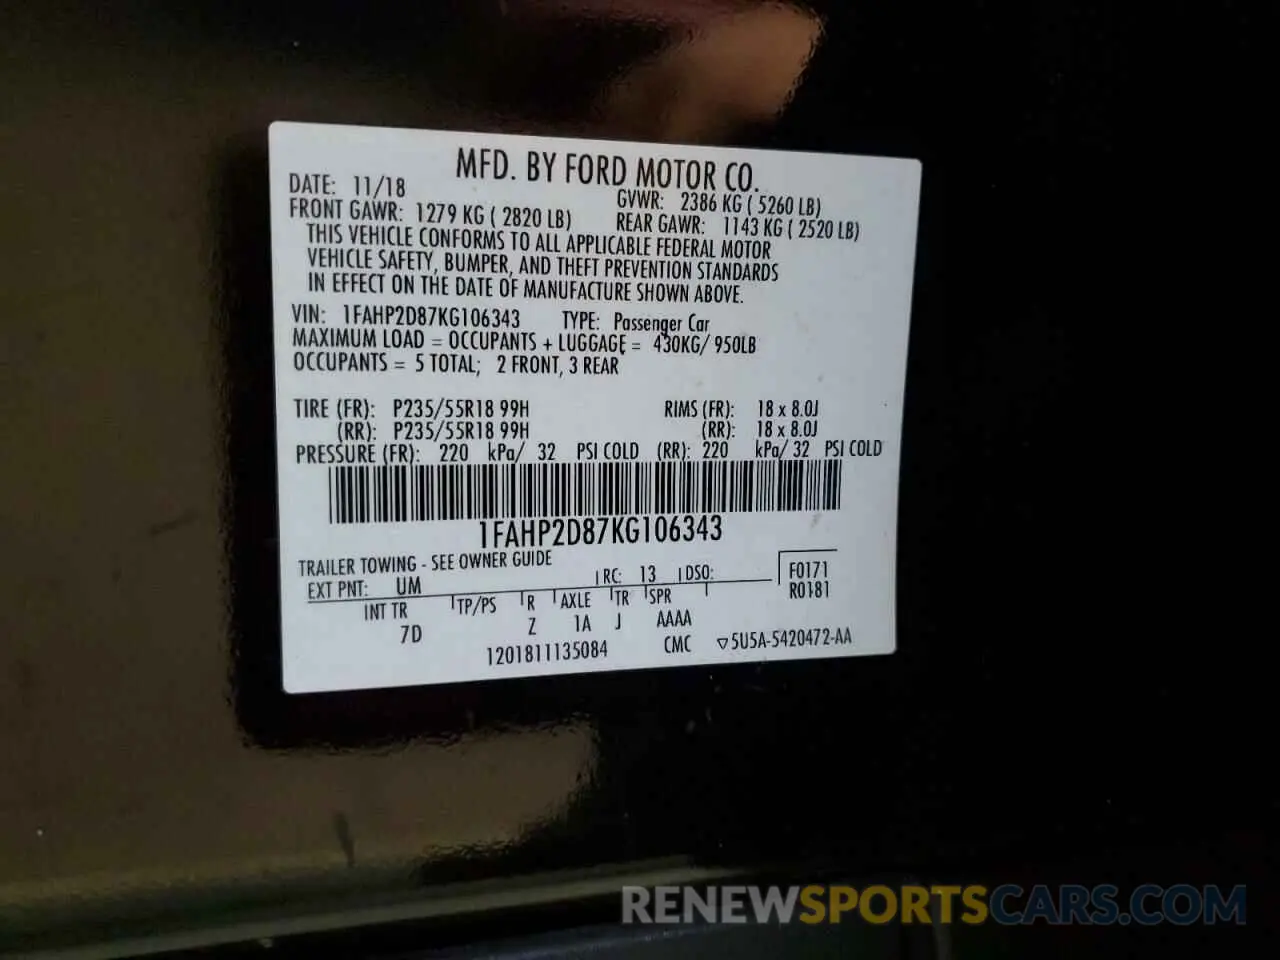 MFD. BY FORD MOTOR CO.
DATE: 11/18 GVWR: 2386 KG ( 5260 LB)
FRONT GAWR: 1279 KG ( 2820 LB) REAR GAWR: 1143 KG ( 2520 LB)
THIS VEHICLE CONFORMS TO ALL APPLICABLE FEDERAL MOTOR
VEHICLE SAFETY, BUMPER, AND THEFT PREVENTION STANDARDS
IN EFFECT ON THE DATE OF MANUFACTURE SHOWN ABOVE.
VIN: 1FAHP2D87KG106343 TYPE: Passenger Car
MAXIMUM LOAD = OCCUPANTS + LUGGAGE = 430KG/ 950LB
OCCUPANTS = 5 TOTAL; 2 FRONT, 3 REAR
TIRE (FR): P235/55R18 99H RIMS (FR): 18 x 8.0J
(RR): P235/55R18 99H (RR): 18 x 8.0J
PRESSURE (FR): 220 kPa/ 32 PSI COLD (RR): 220 kPa/ 32 PSI COLD
1FAHP2D87KG106343
TRAILER TOWING - SEE OWNER GUIDE
EXT PNT: UM RC: 13 DSO: F0171
INT TR TP/PS R AXLE TR SPR R0181
7D Z 1A J AAAA
1201811135084 CMC ▽5U5A-5420472-AA
RENEWSPORTSCARS.COM